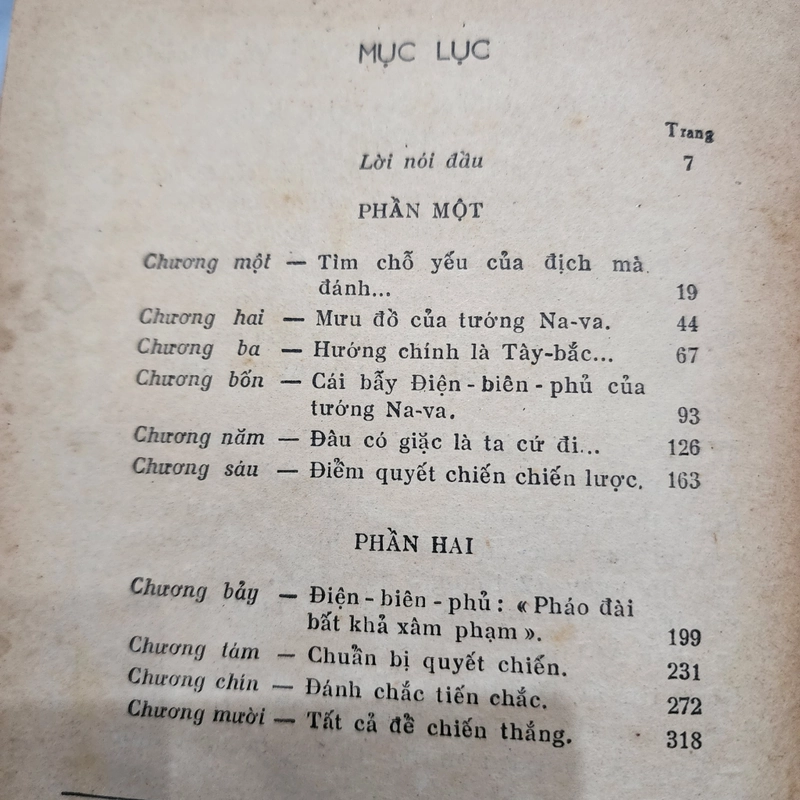 MỤC LỤC
Trang
Lời nói đầu 7
PHẦN MỘT
Chương một — Tìm chỗ yếu của địch mà
đánh... 19
Chương hai — Mưu đồ của tướng Na-va. 44
Chương ba — Hướng chính là Tây-bắc... 67
Chương bốn — Cái bẫy Điện-biên-phủ của
tướng Na-va. 93
Chương năm — Đâu có giặc là ta cứ đi... 126
Chương sáu — Điểm quyết chiến chiến lược. 163
PHẦN HAI
Chương bảy — Điện-biên-phủ: « Pháo đài
bất khả xâm phạm ». 199
Chương tám — Chuẩn bị quyết chiến. 231
Chương chín — Đánh chắc tiến chắc. 272
Chương mười — Tất cả để chiến thắng. 318